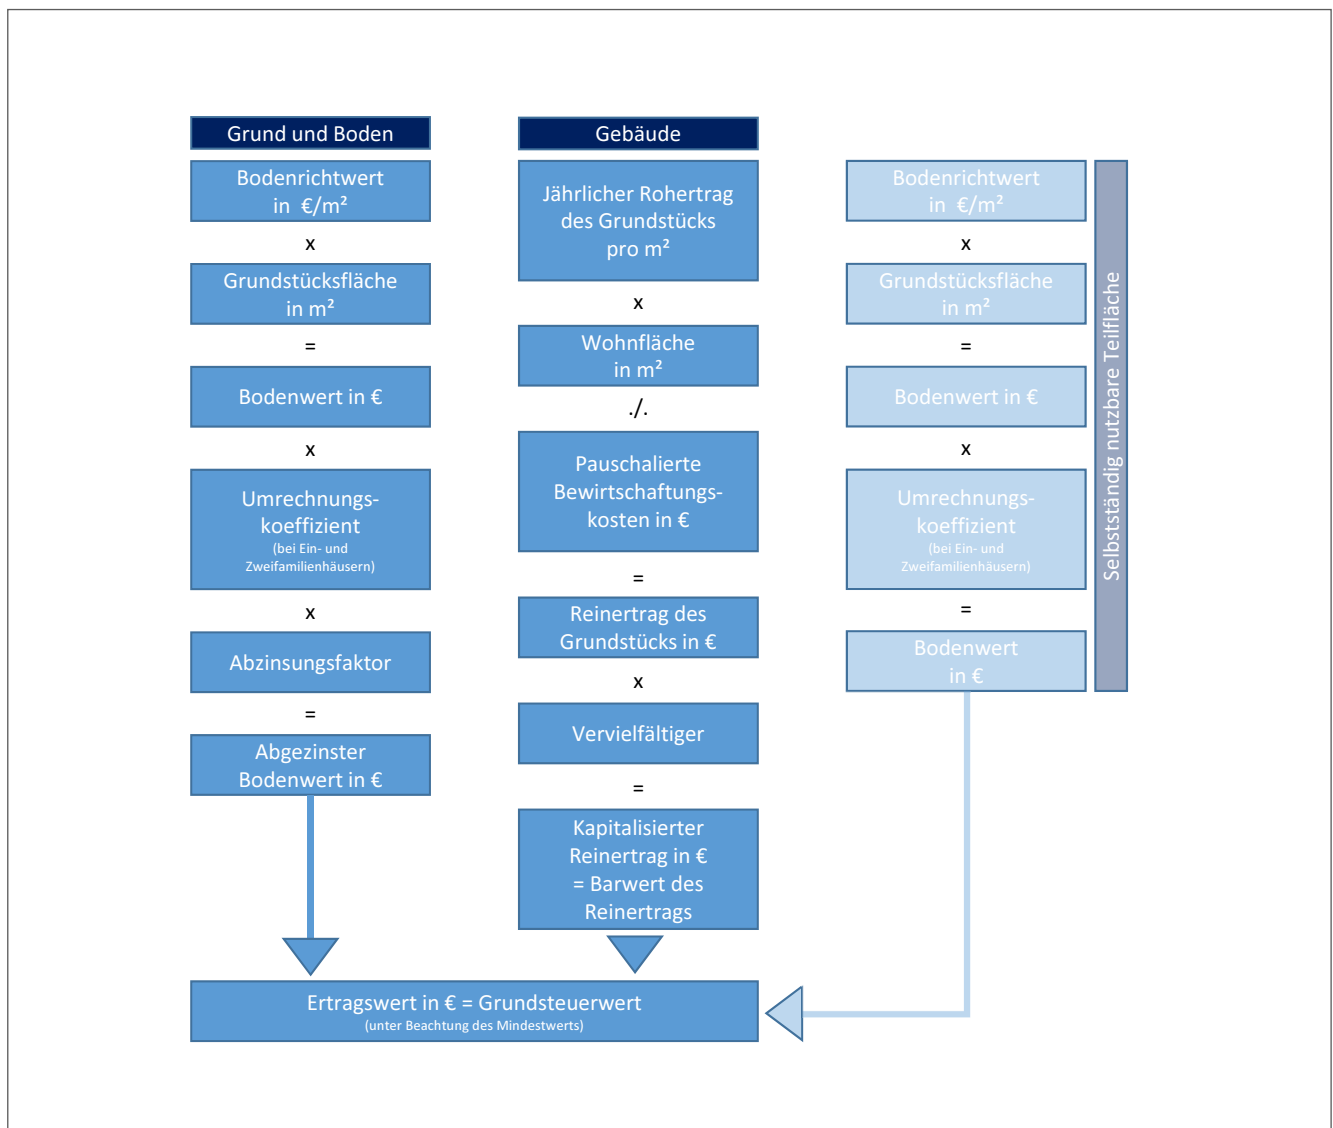 Grund und Boden
Bodenrichtwert
in €/m²
x
Grundstücksfläche
in m²
=
Bodenwert in €
x
Umrechnungs-
koeffizient
(bei Ein- und
Zweifamilienhäusern)
x
Abzinsungsfaktor
=
Abgezinster
Bodenwert in €
Gebäude
Jährlicher Rohertrag
des Grundstücks
pro m²
x
Wohnfläche
in m²
./.
Pauschalierte
Bewirtschaftungs-
kosten in €
=
Reinertrag des
Grundstücks in €
x
Vervielfältiger
=
Kapitalisierter
Reinertrag in €
= Barwert des
Reinertrags
Bodenrichtwert
in €/m²
x
Grundstücksfläche
in m²
=
Bodenwert in €
x
Umrechnungs-
koeffizient
(bei Ein- und
Zweifamilienhäusern)
=
Bodenwert
in €
Selbstständig nutzbare Teilfläche
Ertragswert in € = Grundsteuerwert
(unter Beachtung des Mindestwerts)